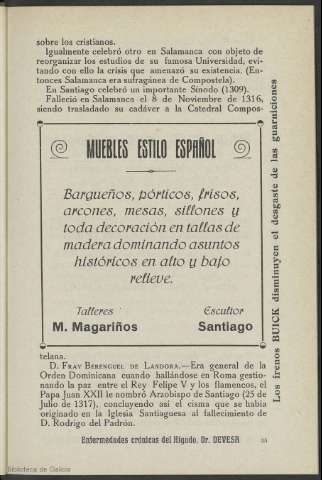 sobre los cristianos.
Igualmente celebró otro en Salamanca con objeto de
reorganizar los estudios de su famosa Universidad, evi-
tando con ello la crisis que amenazó su existencia. (En-
tonces Salamanca era sufragánea de Compostela).
En Santiago celebró un importante Sínodo (1309).
Falleció en Salamanca el 8 de Noviembre de 1316,
siendo trasladado su cadáver a la Catedral Compos-
MUEBLES ESTILO ESPAÑOL
Bargueños, pórticos, frisos,
arcones, mesas, sillones y
toda decoración en tallas de
madera dominando asuntos
históricos en alto y bajo
relieve.
Talleres Escultor
M. Magariños Santiago
telana.
D. FRAY BERENGUEL DE LANDORA.—Era general de la
Orden Dominicana cuando hallándose en Roma gestio-
nando la paz entre el Rey Felipe V y los flamencos, el
Papa Juan XXII le nombró Arzobispo de Santiago (25 de
Julio de 1317), concluyendo así el cisma que se había
originado en la Iglesia Santiaguesa al fallecimiento de
D. Rodrigo del Padrón.
Enfermedades crónicas del Hígado, Dr. DEVESA
Los frenos BUICK disminuyen el desgaste de las guarniciones
Biblioteca de Galicia